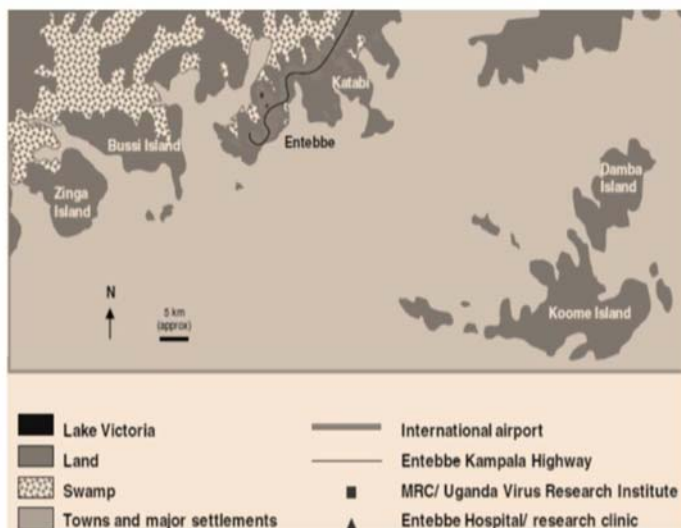 Katabi
Bussi Island
Entebbe
Zinga
Island
Damba
Island
N
5 km
(approx)
Koome Island
Lake Victoria
International airport
Land
Entebbe Kampala Highway
Swamp
MRC/ Uganda Virus Research Institute
Towns and major settlements
Entebbe Hospital/ research clinic